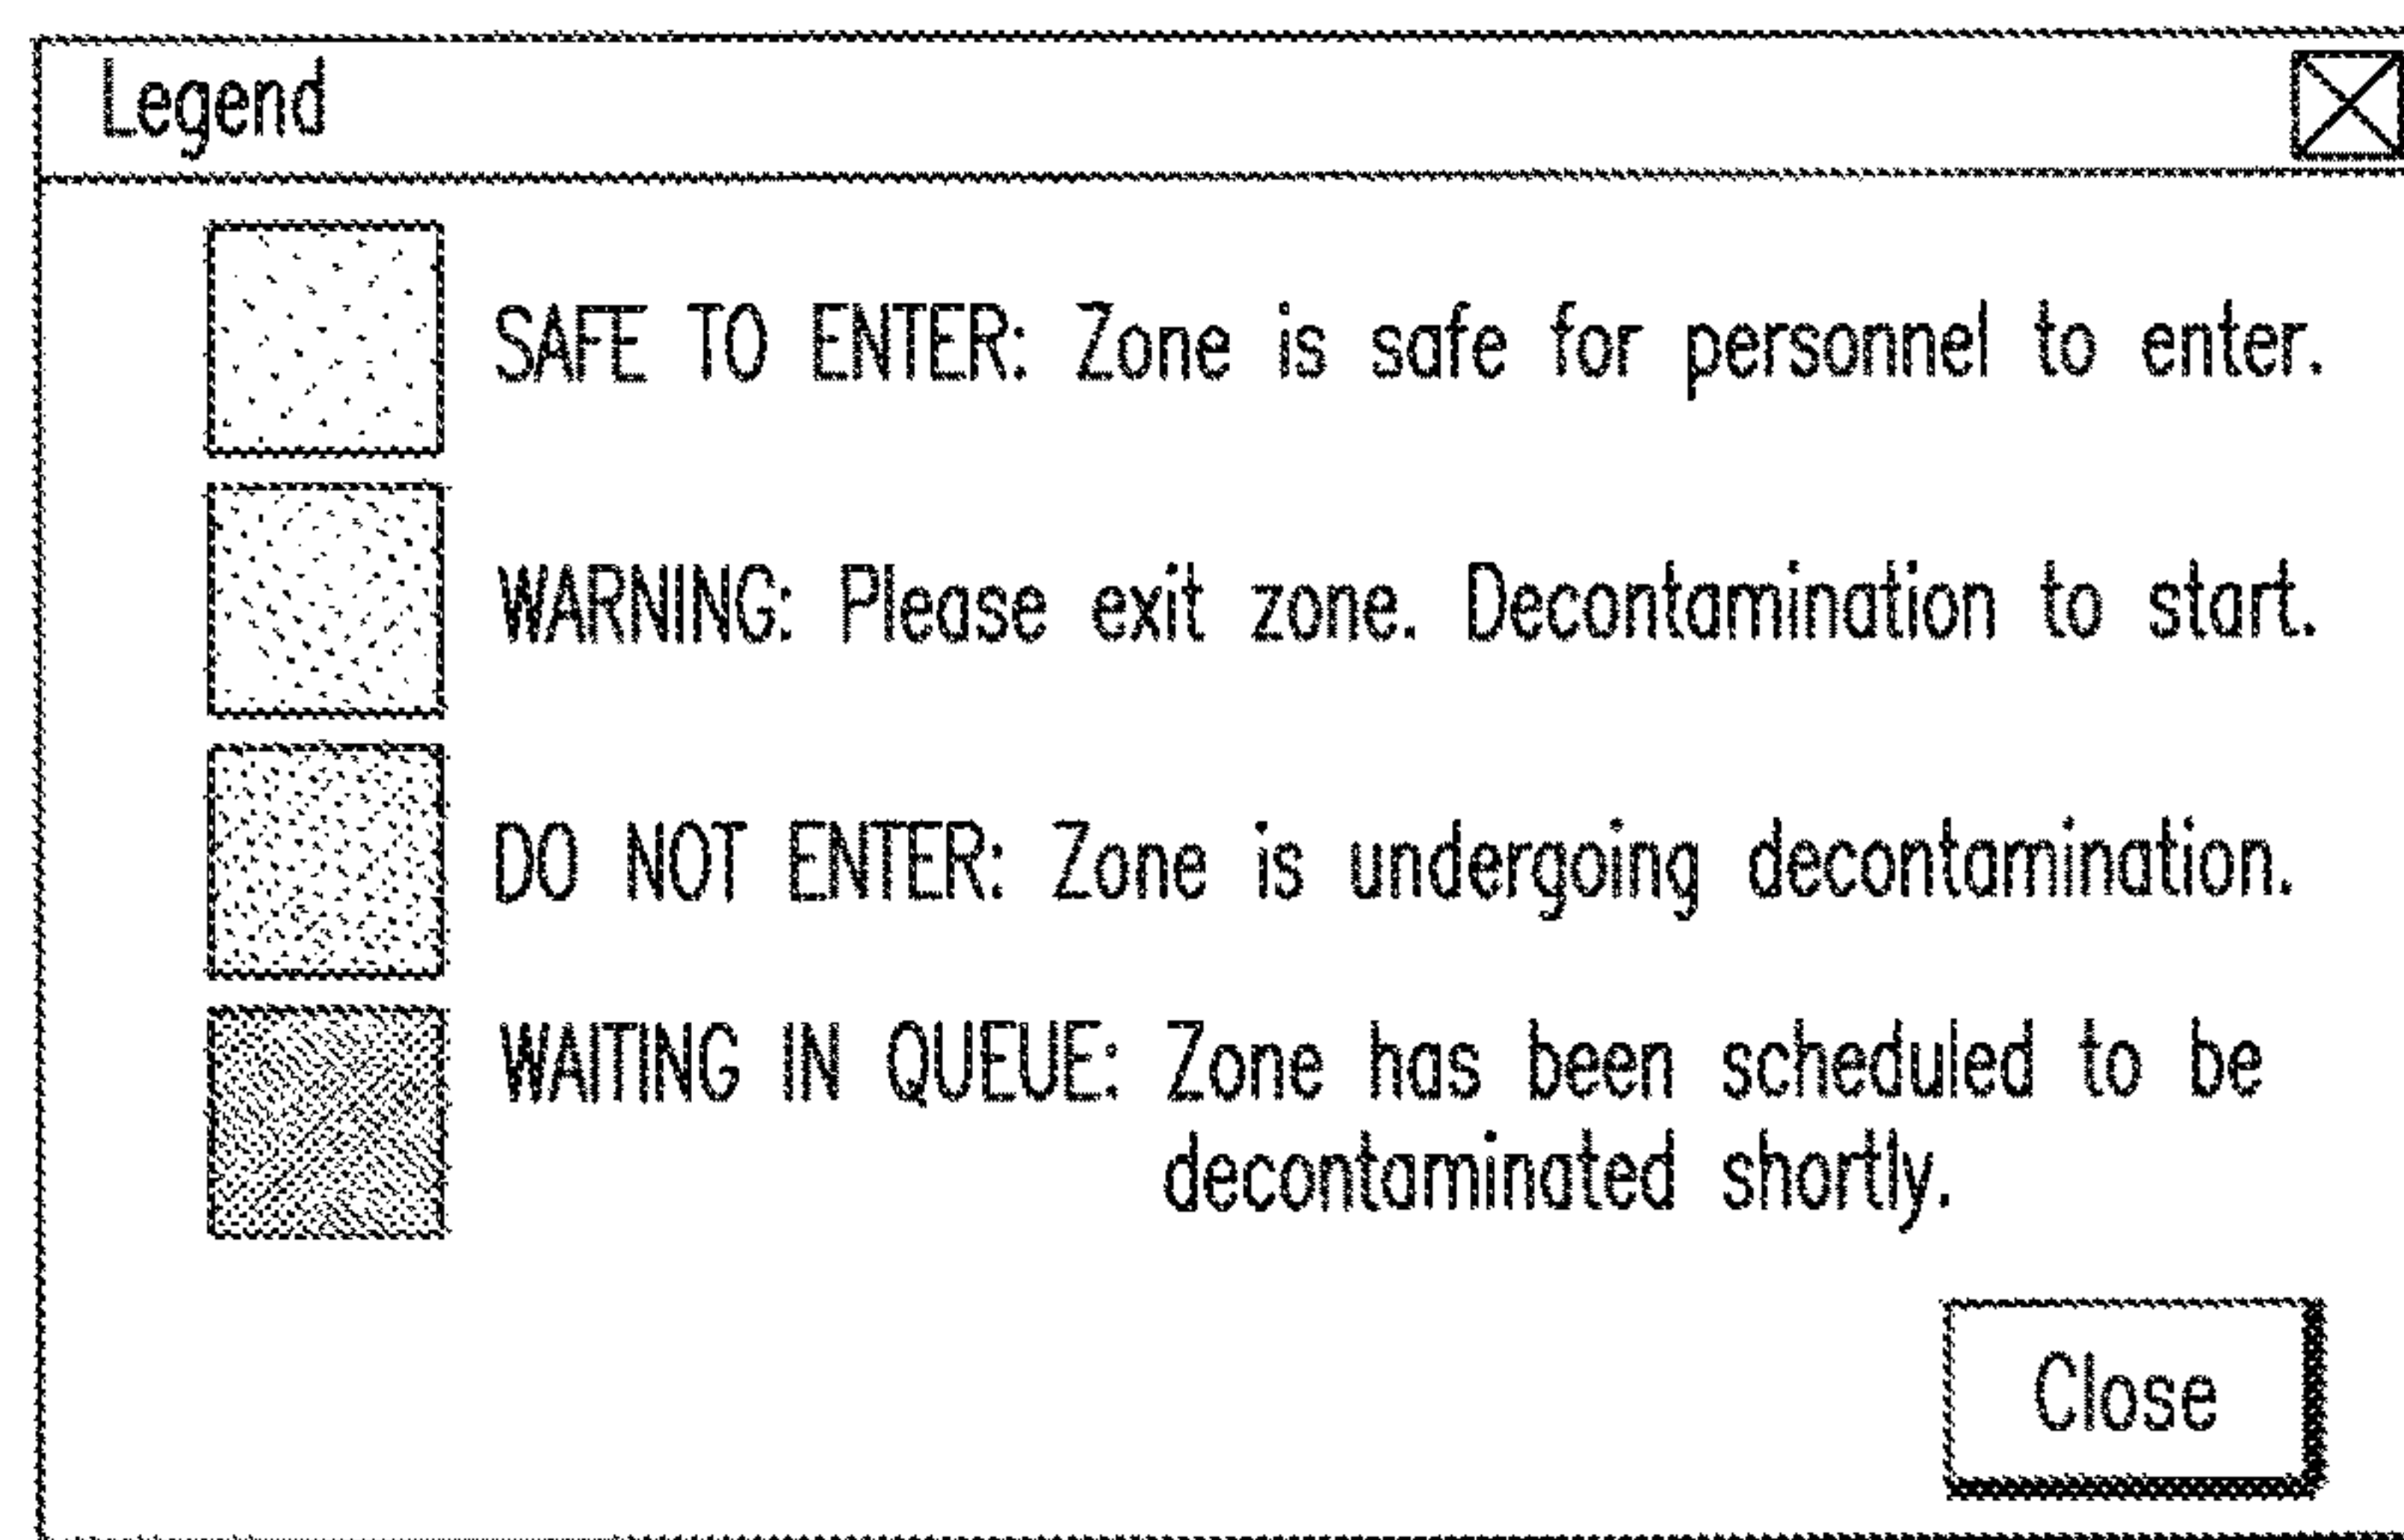 Legend
SAFE TO ENTER: Zone is safe for personnel to enter.
WARNING: Please exit zone. Decontamination to start.
DO NOT ENTER: Zone is undergoing decontamination.
WAITING IN QUEUE: Zone has been scheduled to be
decontaminated shortly.
Close